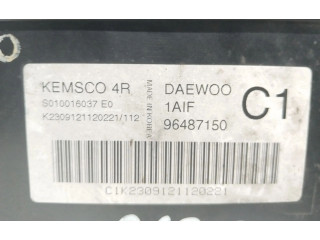 KEMSCO 4R
S010016037 E0
K2309121120221/112
MADE IN KOREA
DAEWOO
1AIF
96487150
C1
C1K2309121120221